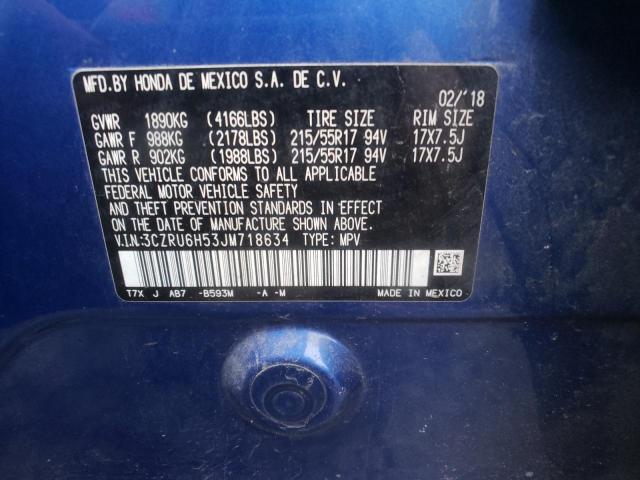 MFD.BY HONDA DE MEXICO S.A. DE C.V.
02/'18
GVWR 1890KG (4166LBS) TIRE SIZE RIM SIZE
GAWR F 988KG (2178LBS) 215/55R17 94V 17X7.5J
GAWR R 902KG (1988LBS) 215/55R17 94V 17X7.5J
THIS VEHICLE CONFORMS TO ALL APPLICABLE
FEDERAL MOTOR VEHICLE SAFETY
AND THEFT PREVENTION STANDARDS IN EFFECT
ON THE DATE OF MANUFACTURE SHOWN ABOVE.
V.I.N:3CZRU6H53JM718634 TYPE: MPV
T7X J AB7 -B593M -A -M MADE IN MEXICO